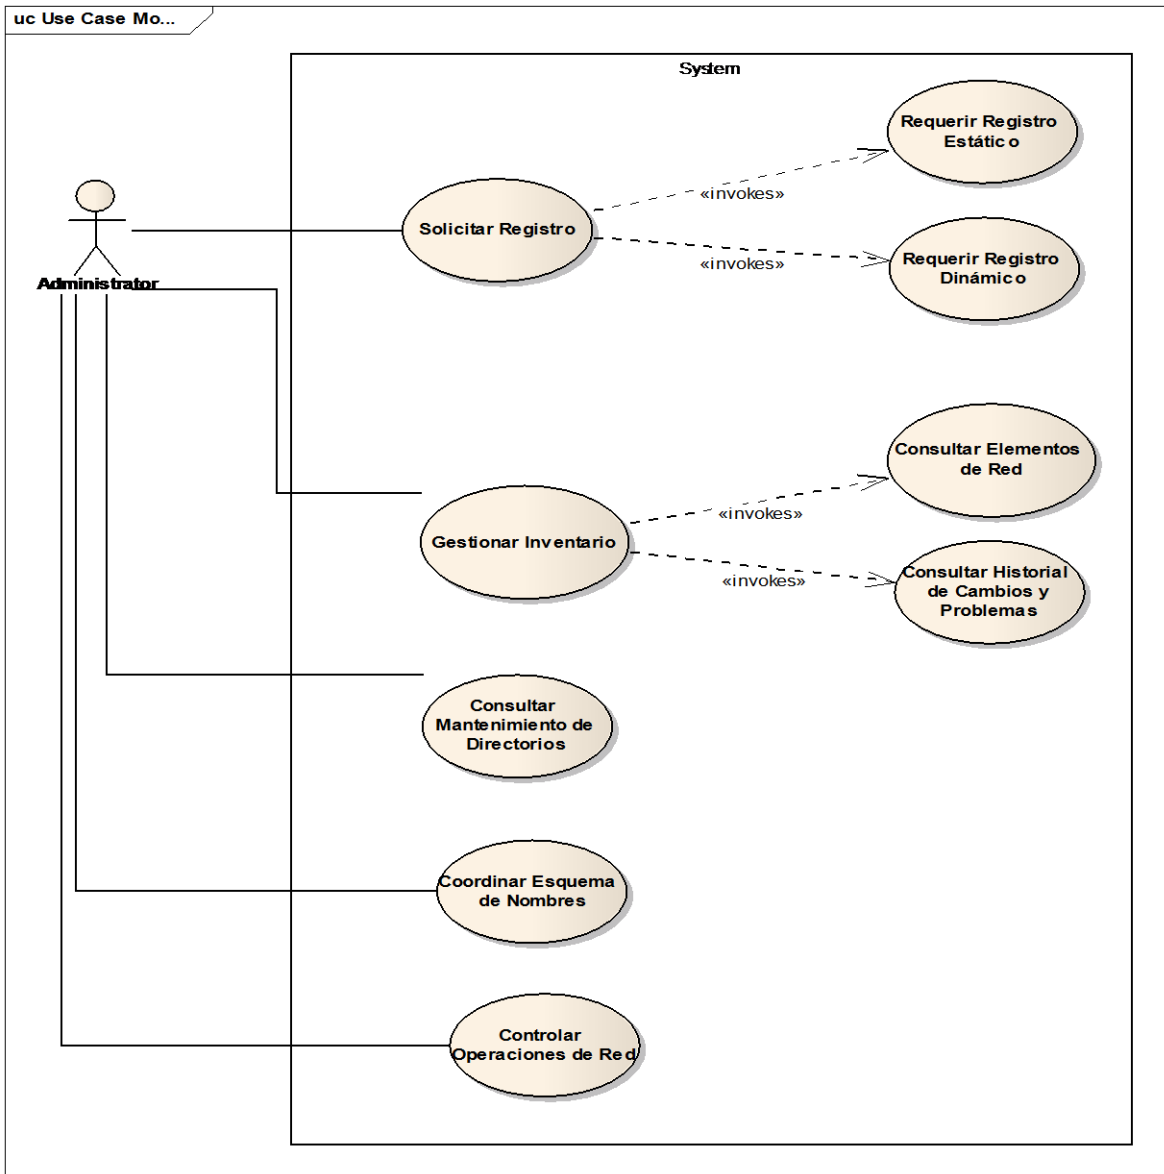 uc Use Case Mo...
System
Requerir Registro
Estático
«invokes»
Solicitar Registro
«invokes»
Requerir Registro
Dinámico
Administrator
Consultar Elementos
de Red
«invokes»
Gestionar Inventario
«invokes»
Consultar Historial
de Cambios y
Problemas
Consultar
Mantenimiento de
Directorios
Coordinar Esquema
de Nombres
Controlar
Operaciones de Red